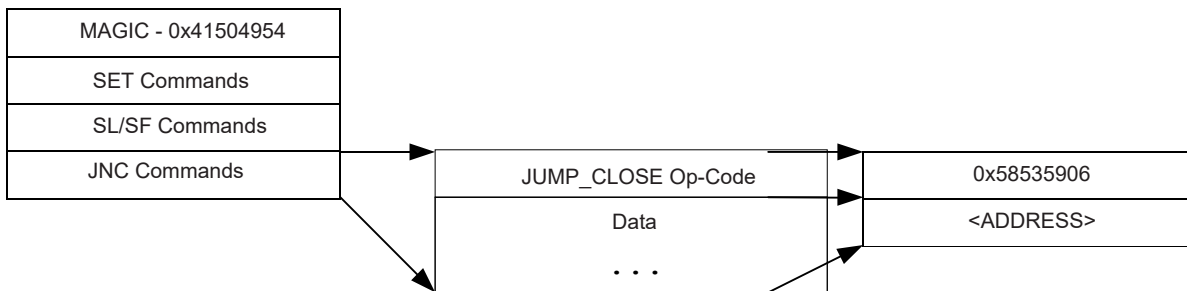 MAGIC - 0x41504954
SET Commands
SL/SF Commands
JNC Commands
JUMP_CLOSE Op-Code
Data
. . .
0x58535906
<ADDRESS>